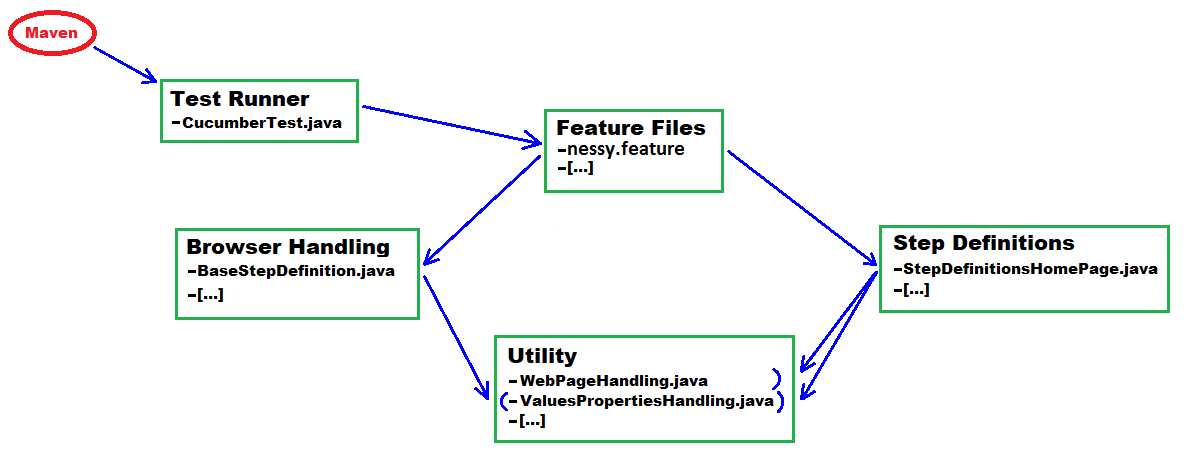 Maven
Test Runner
-CucumberTest.java
Feature Files
-nessy.feature
-[...]
Browser Handling
-BaseStepDefinition.java
-[...]
Step Definitions
-StepDefinitionsHomePage.java
-[...]
Utility
-WebPageHandling.java )
(-ValuesPropertiesHandling.java)
-[...]